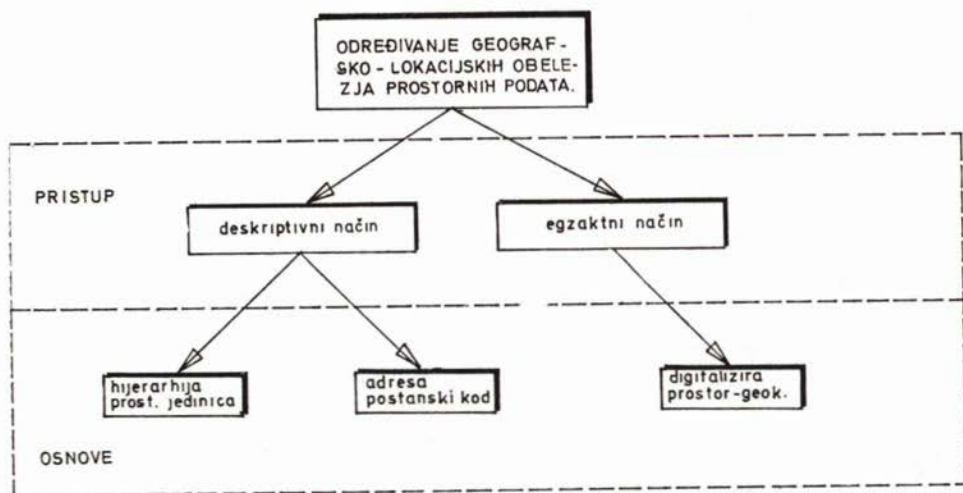 ODREĐIVANJE GEOGRAF-
SKO-LOKACIJSKIH OBELE-
ZJA PROSTORNIH PODATA.
PRISTUP
deskriptivni način
egzaktni način
hijerarhija
prost. jedinica
adresa
postanski kod
digitalizira
prostor-geok.
OSNOVE